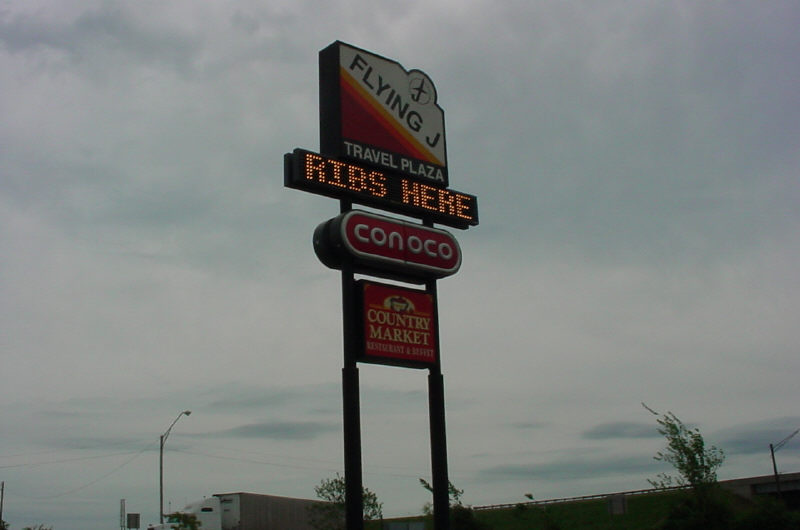 FLYING J
TRAVEL PLAZA
RIBS HERE
conoco
COUNTRY
MARKET
RESTAURANT & BUFFET